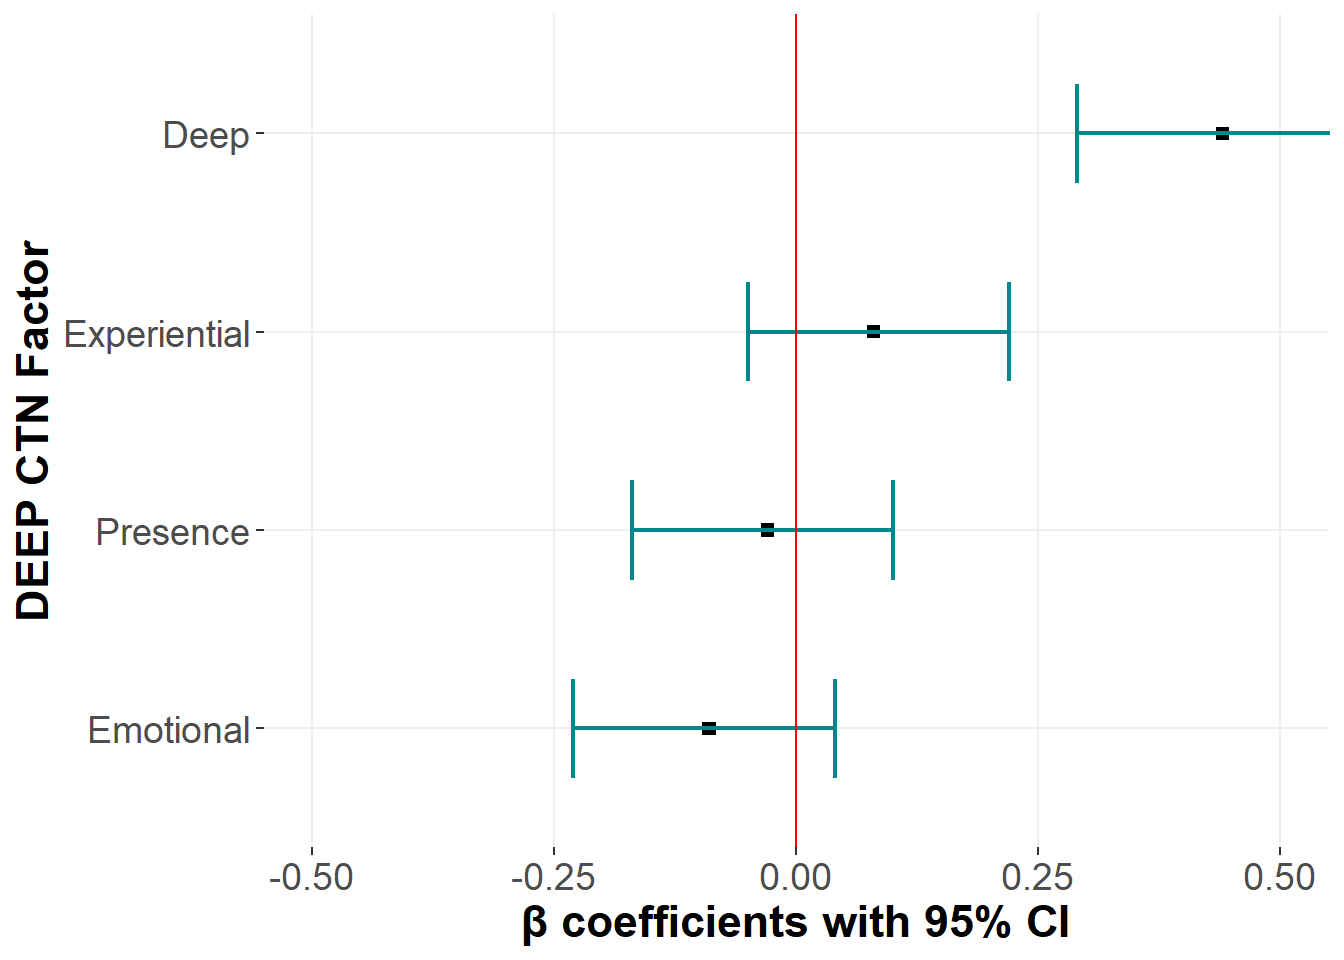 DEEP CTN Factor
Deep
Experiential
Presence
Emotional
-0.50 -0.25 0.00 0.25 0.50
β coefficients with 95% CI